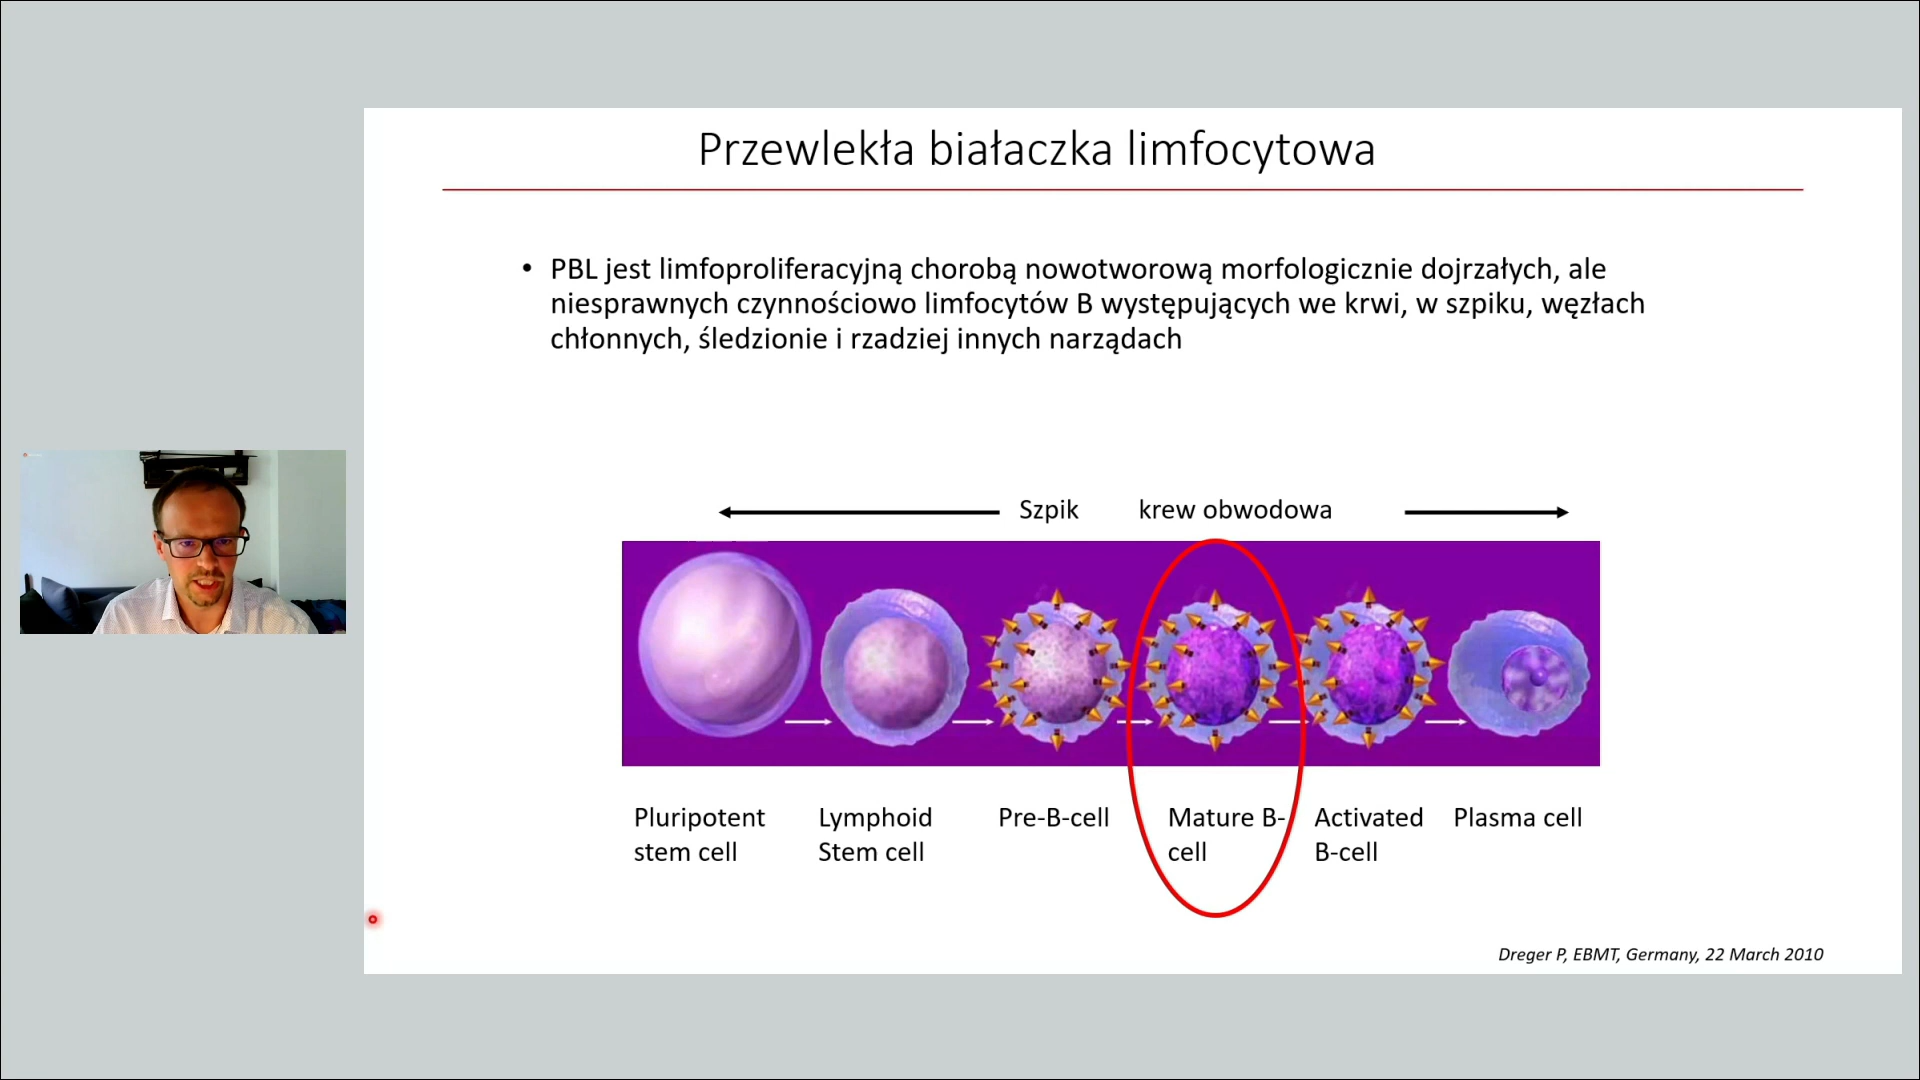 Przewlekła białaczka limfocytowa
• PBL jest limfoproliferacyjną chorobą nowotworową morfologicznie dojrzałych, ale
niesprawnych czynnościowo limfocytów B występujących we krwi, w szpiku, węzłach
chłonnych, śledzionie i rzadziej innych narządach
Szpik krew obwodowa
Pluripotent
stem cell
Lymphoid
Stem cell
Pre-B-cell
Mature B-
cell
Activated
B-cell
Plasma cell
Dreger P, EBMT, Germany, 22 March 2010